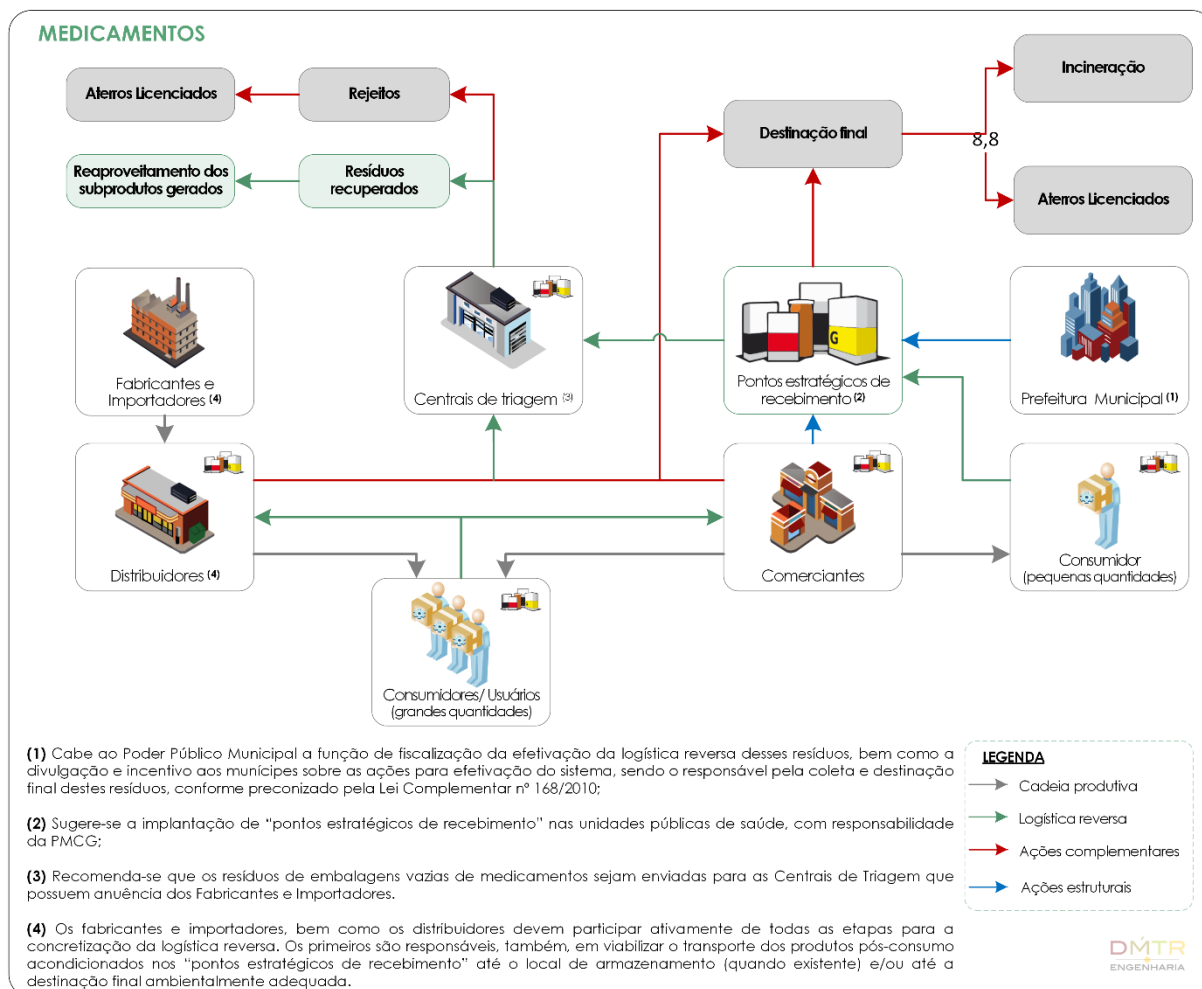 MEDICAMENTOS
Incineração
Aterros Licenciados
Rejeitos
Destinação final
8,8
Reaproveitamento dos
subprodutos gerados
Resíduos
recuperados
Aterros Licenciados
G
Fabricantes e
Importadores (4)
Centrais de triagem (3)
Pontos estratégicos de
recebimento (2)
Prefeitura Municipal (1)
Distribuidores (4)
Comerciantes
Consumidor
(pequenas quantidades)
Consumidores/ Usuários
(grandes quantidades)
(1) Cabe ao Poder Público Municipal a função de fiscalização da efetivação da logística reversa desses resíduos, bem como a
divulgação e incentivo aos munícipes sobre as ações para efetivação do sistema, sendo o responsável pela coleta e destinação
final destes resíduos, conforme preconizado pela Lei Complementar nº 168/2010;
(2) Sugere-se a implantação de “pontos estratégicos de recebimento” nas unidades públicas de saúde, com responsabilidade
da PMCG;
(3) Recomenda-se que os resíduos de embalagens vazias de medicamentos sejam enviadas para as Centrais de Triagem que
possuem anuência dos Fabricantes e Importadores.
(4) Os fabricantes e importadores, bem como os distribuidores devem participar ativamente de todas as etapas para a
concretização da logística reversa. Os primeiros são responsáveis, também, em viabilizar o transporte dos produtos pós-consumo
acondicionados nos “pontos estratégicos de recebimento” até o local de armazenamento (quando existente) e/ou até a
destinação final ambientalmente adequada.
LEGENDA
Cadeia produtiva
Logística reversa
Ações complementares
Ações estruturais
DMTR
ENGENHARIA